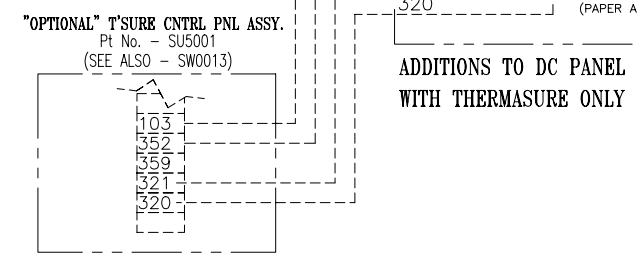 "OPTIONAL" T'SURE CNTRL PNL ASSY.
Pt No. - SU5001
(SEE ALSO - SW0013)
103
352
359
321
320
320
(PAPER A
ADDITIONS TO DC PANEL
WITH THERMASURE ONLY